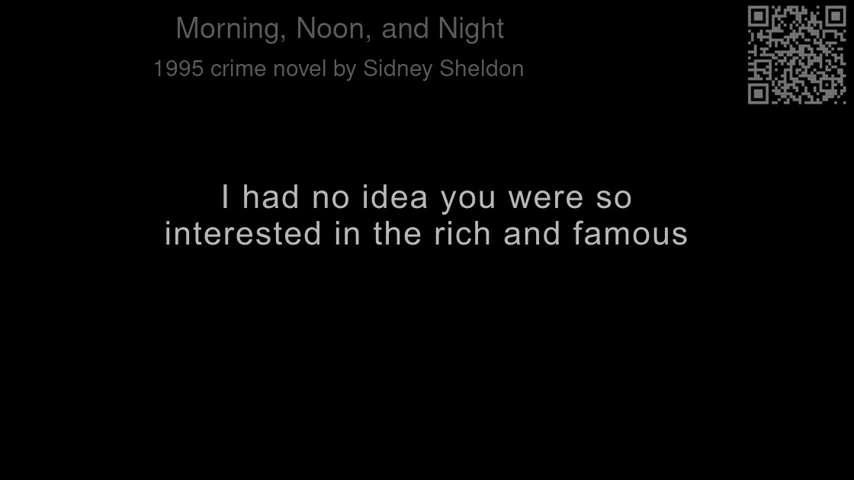 Morning, Noon, and Night
1995 crime novel by Sidney Sheldon
I had no idea you were so
interested in the rich and famous